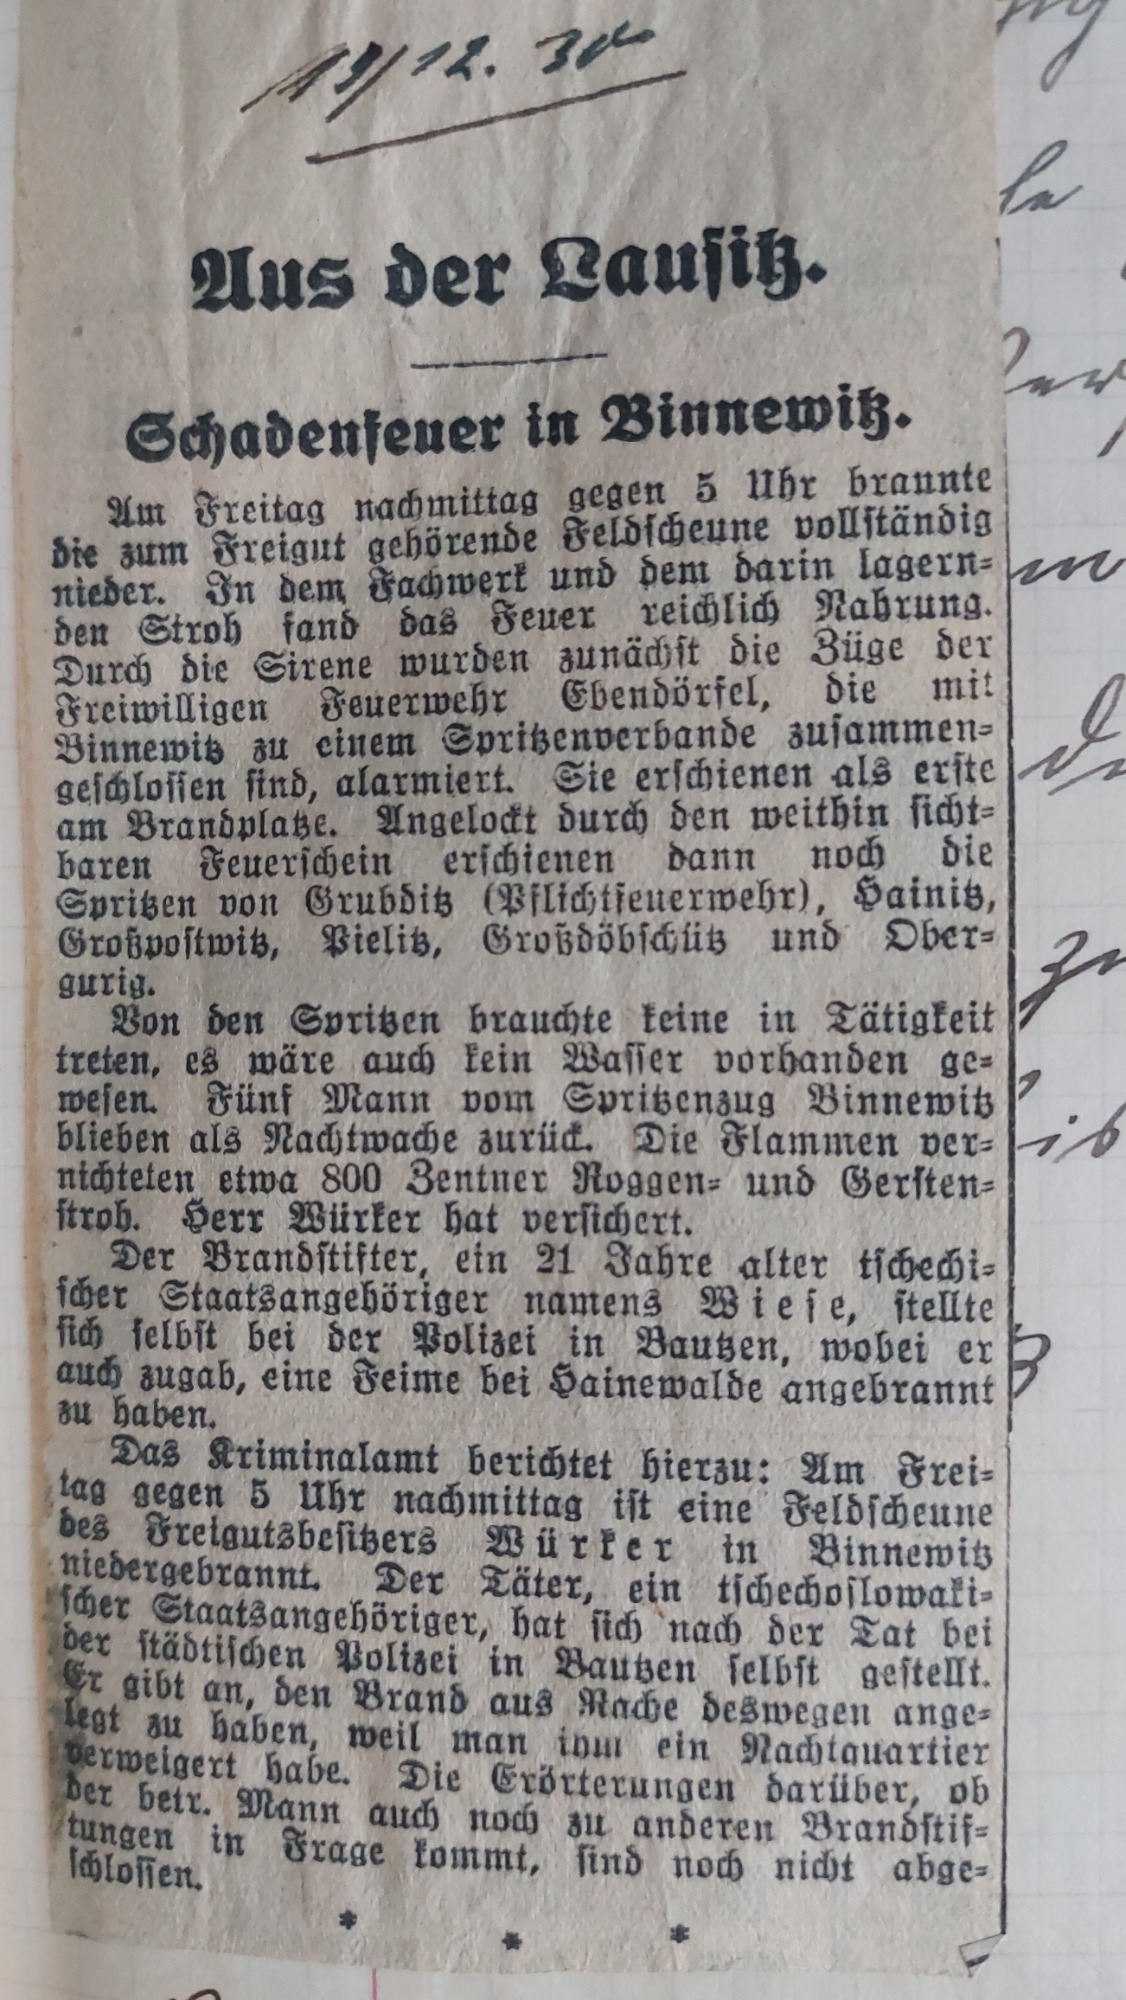 19/12. 30.
Aus der Lausitz.
Schadenfeuer in Binnewitz.
Am Freitag nachmittag gegen 5 Uhr brannte
die zum Freigut gehörende Feldscheune vollständig
nieder. In dem Fachwerk und dem darin lagern-
den Stroh fand das Feuer reichlich Nahrung.
Durch die Sirene wurden zunächst die Züge der
Freiwilligen Feuerwehr Ebendörfel, die mit
Binnewitz zu einem Spritzenverbande zusammen-
geschlossen sind, alarmiert. Sie erschienen als erste
am Brandplatze. Angelockt durch den weithin sicht-
baren Feuerschein erschienen dann noch die
Spritzen von Grubditz (Pflichtfeuerwehr), Hainitz,
Großpostwitz, Pielitz, Großdöbschütz und Ober-
gurig.
Von den Spritzen brauchte keine in Tätigkeit
treten, es wäre auch kein Wasser vorhanden ge-
wesen. Fünf Mann vom Spritzenzug Binnewitz
blieben als Nachtwache zurück. Die Flammen ver-
nichteten etwa 800 Zentner Roggen- und Gersten-
stroh. Herr Würker hat versichert.
Der Brandstifter, ein 21 Jahre alter tschechi-
scher Staatsangehöriger namens Wiese, stellte
sich selbst bei der Polizei in Bautzen, wobei er
auch zugab, eine Feime bei Hainewalde angebrannt
zu haben.
Das Kriminalamt berichtet hierzu: Am Frei-
tag gegen 5 Uhr nachmittag ist eine Feldscheune
des Freigutsbesitzers Würker in Binnewitz
niedergebrannt. Der Täter, ein tschechoslowaki-
scher Staatsangehöriger, hat sich nach der Tat bei
der städtischen Polizei in Bautzen selbst gestellt.
Er gibt an, den Brand aus Rache deswegen ange-
legt zu haben, weil man ihm ein Nachtquartier
verweigert habe. Die Erörterungen darüber, ob
der betr. Mann auch noch zu anderen Brandstif-
tungen in Frage kommt, sind noch nicht abge-
schlossen.
* * *